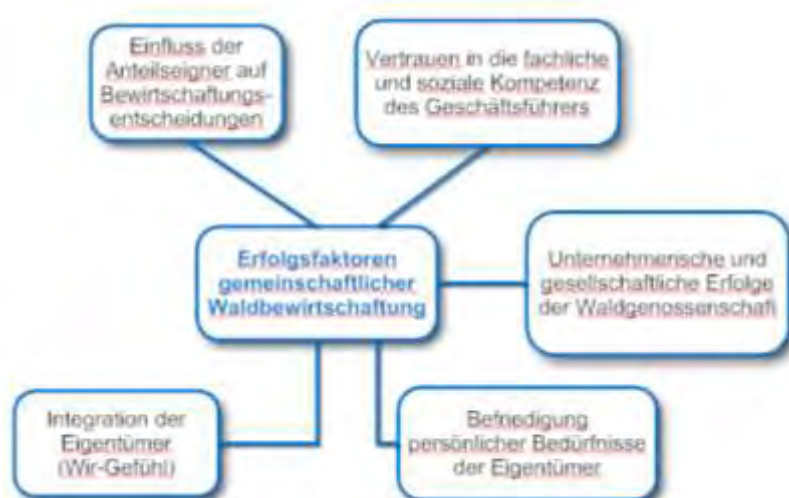 Einfluss der
Anteilseigner auf
Bewirtschaftungs-
entscheidungen
Vertrauen in die fachliche
und soziale Kompetenz
des Geschäftsführers
Erfolgsfaktoren
gemeinschaftlicher
Waldbewirtschaftung
Unternehmerische und
gesellschaftliche Erfolge
der Waldgenossenschaft
Integration der
Eigentümer
(Wir-Gefühl)
Befriedigung
persönlicher Bedürfnisse
der Eigentümer